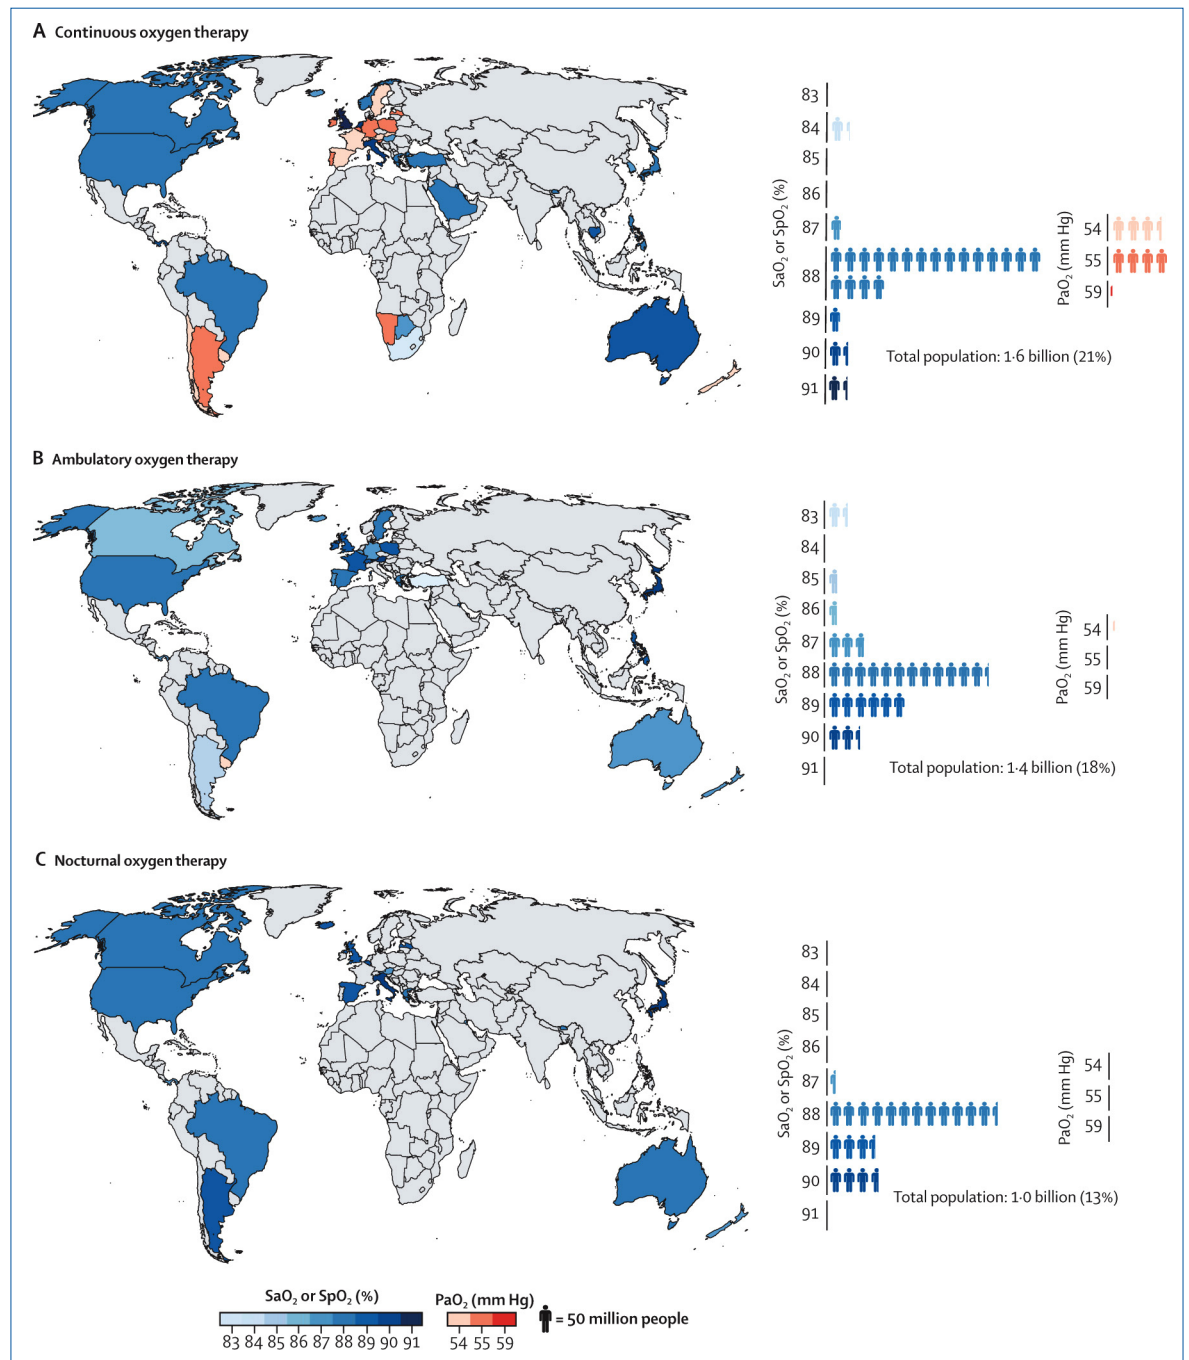 A Continuous oxygen therapy
SaO₂ or SpO₂ (%)
83
84
85
86
87
88
89
90
91
PaO₂ (mm Hg)
54
55
59
Total population: 1·6 billion (21%)
B Ambulatory oxygen therapy
SaO₂ or SpO₂ (%)
83
84
85
86
87
88
89
90
91
PaO₂ (mm Hg)
54
55
59
Total population: 1·4 billion (18%)
C Nocturnal oxygen therapy
SaO₂ or SpO₂ (%)
83
84
85
86
87
88
89
90
91
PaO₂ (mm Hg)
54
55
59
Total population: 1·0 billion (13%)
SaO₂ or SpO₂ (%)
83 84 85 86 87 88 89 90 91
PaO₂ (mm Hg)
54 55 59
= 50 million people